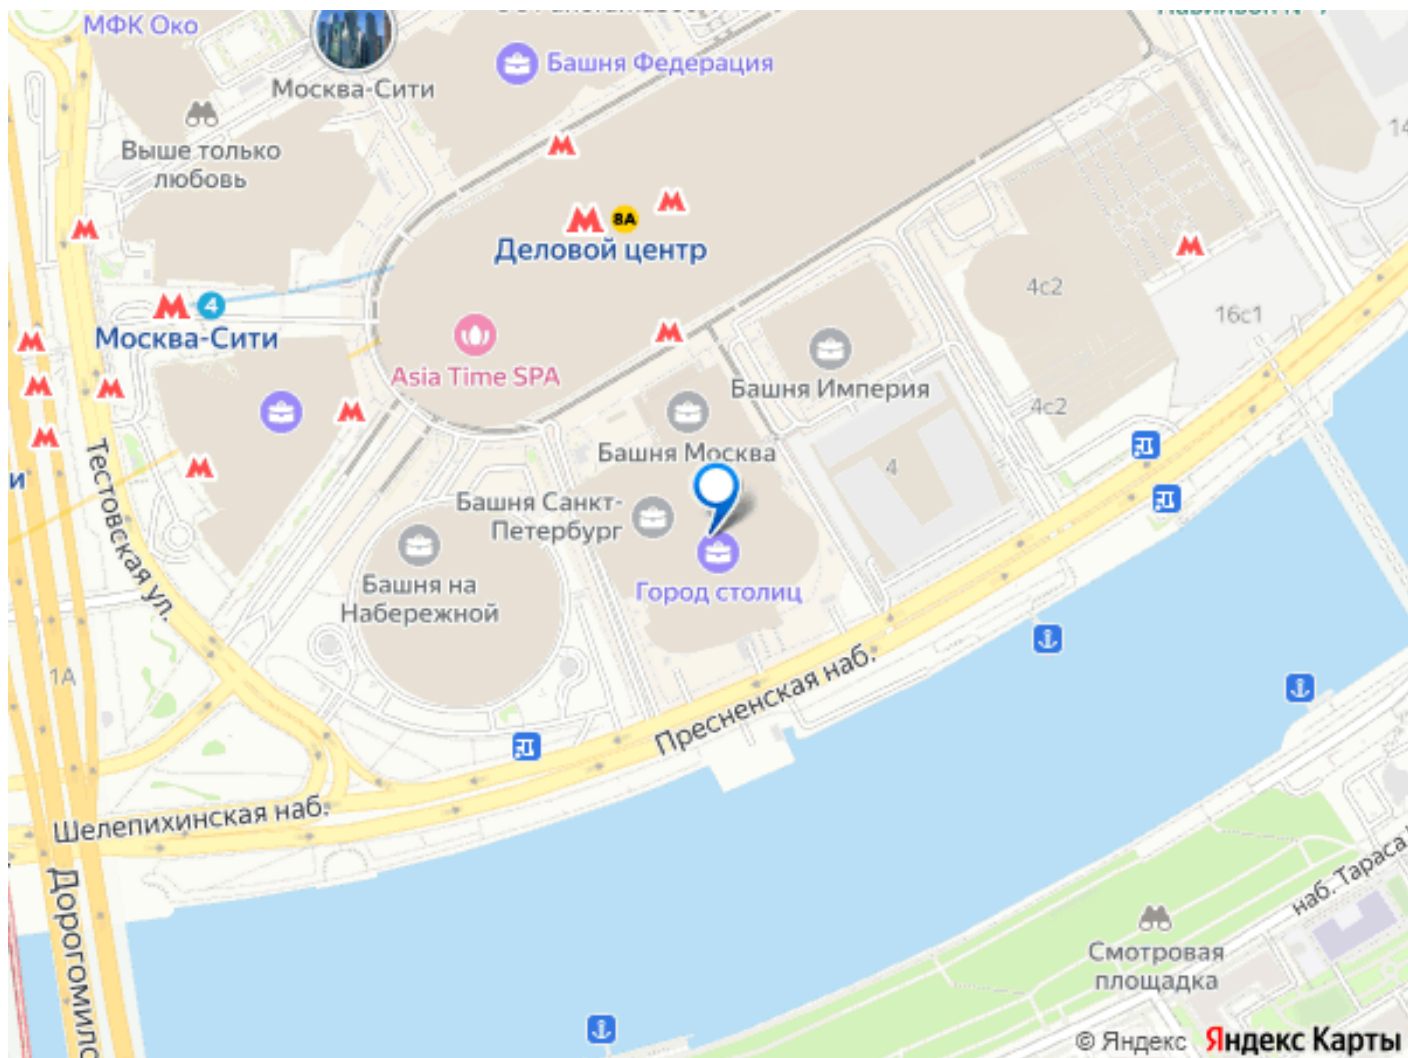 МФК Око
Башня Федерация
Москва-Сити
Выше только
любовь
14
8А
Деловой центр
4с2
4
16с1
Москва-Сити
Asia Time SPA
Башня Империя
4с2
Башня Москва
4
и
Башня Санкт-
Петербург
Тестовская ул.
Башня на
Набережной
Город столиц
1А
Пресненская наб.
Шелепихинская наб.
Дорогомило
наб. Тараса
Смотровая
площадка
© Яндекс Яндекс Карты